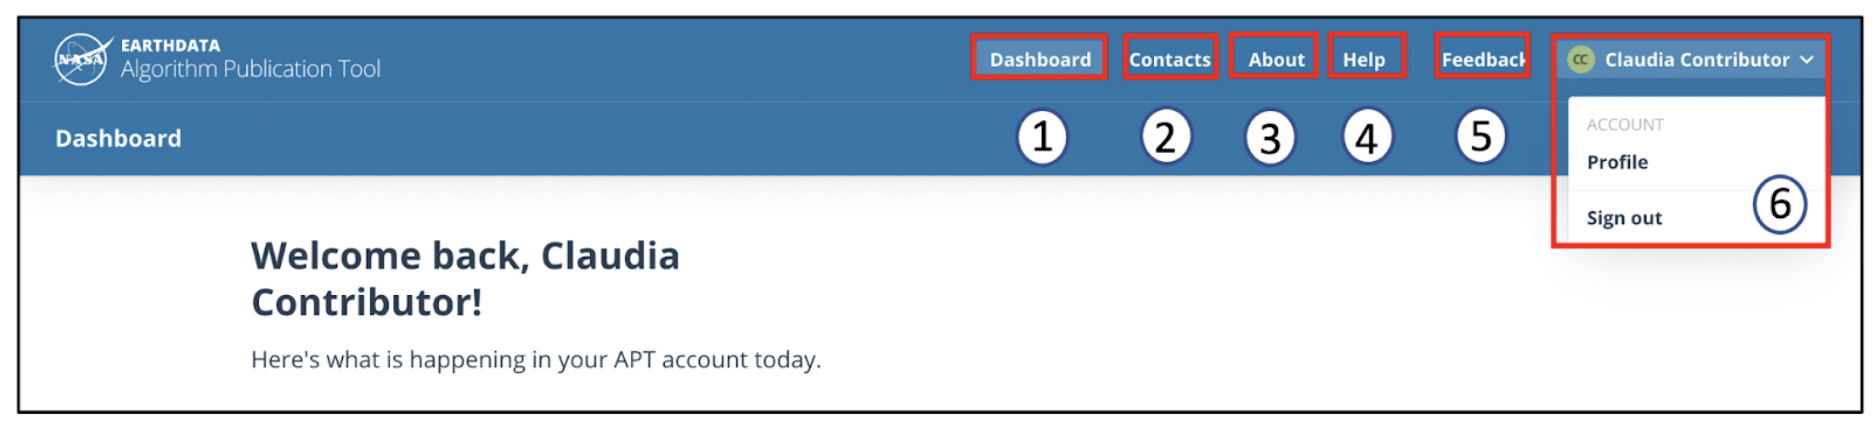 NASA
EARTHDATA
Algorithm Publication Tool
Dashboard Contacts About Help Feedback CC Claudia Contributor
1 2 3 4 5
Dashboard
ACCOUNT
Profile
Sign out
6
Welcome back, Claudia
Contributor!
Here's what is happening in your APT account today.